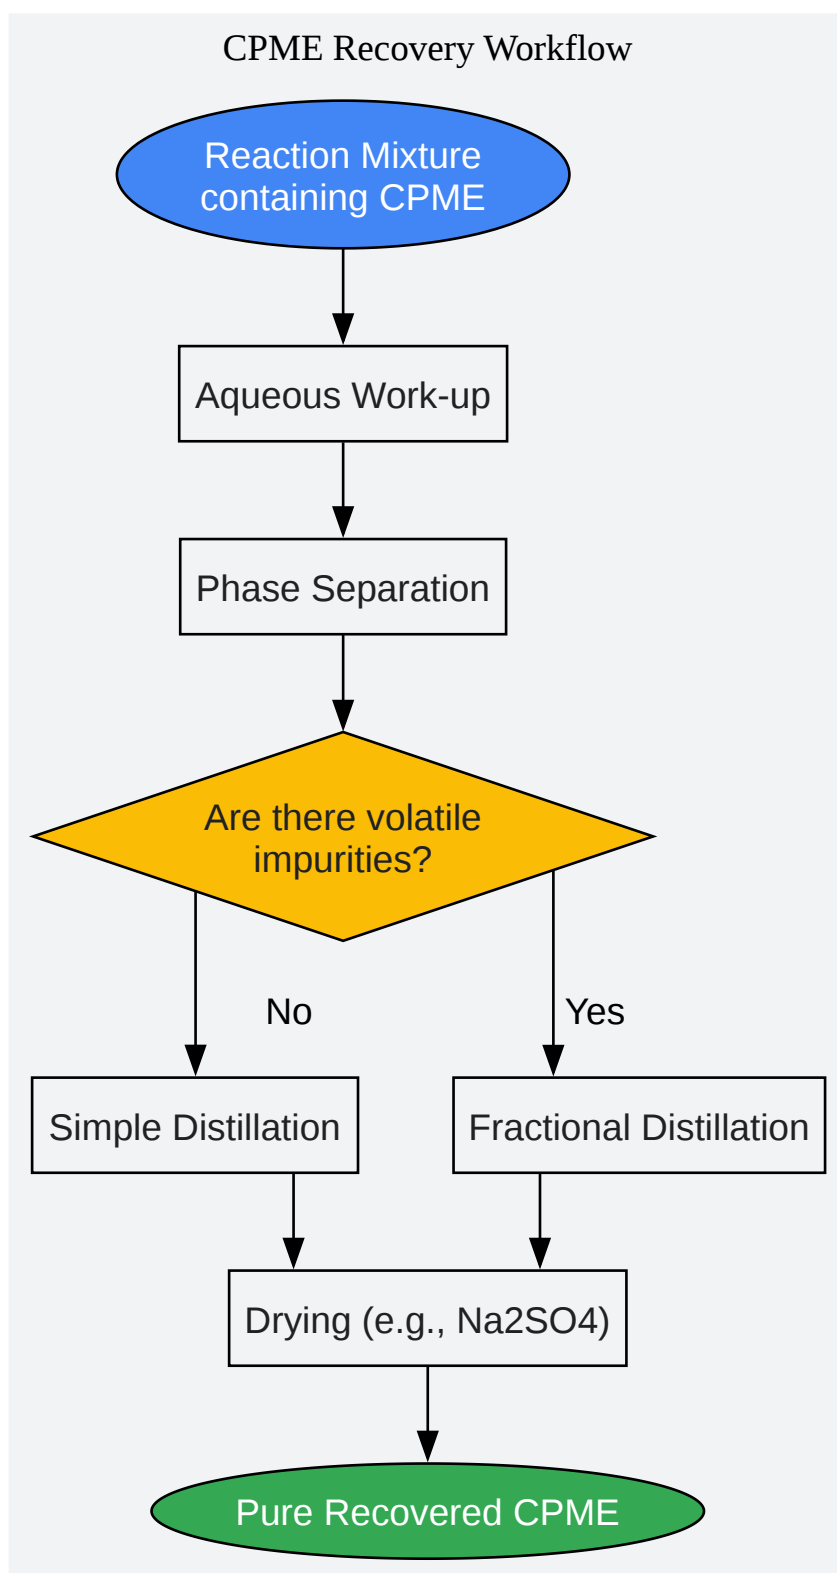 CPME Recovery Workflow
Reaction Mixture
containing CPME
Aqueous Work-up
Phase Separation
Are there volatile
impurities?
No
Yes
Simple Distillation
Fractional Distillation
Drying (e.g., Na2SO4)
Pure Recovered CPME